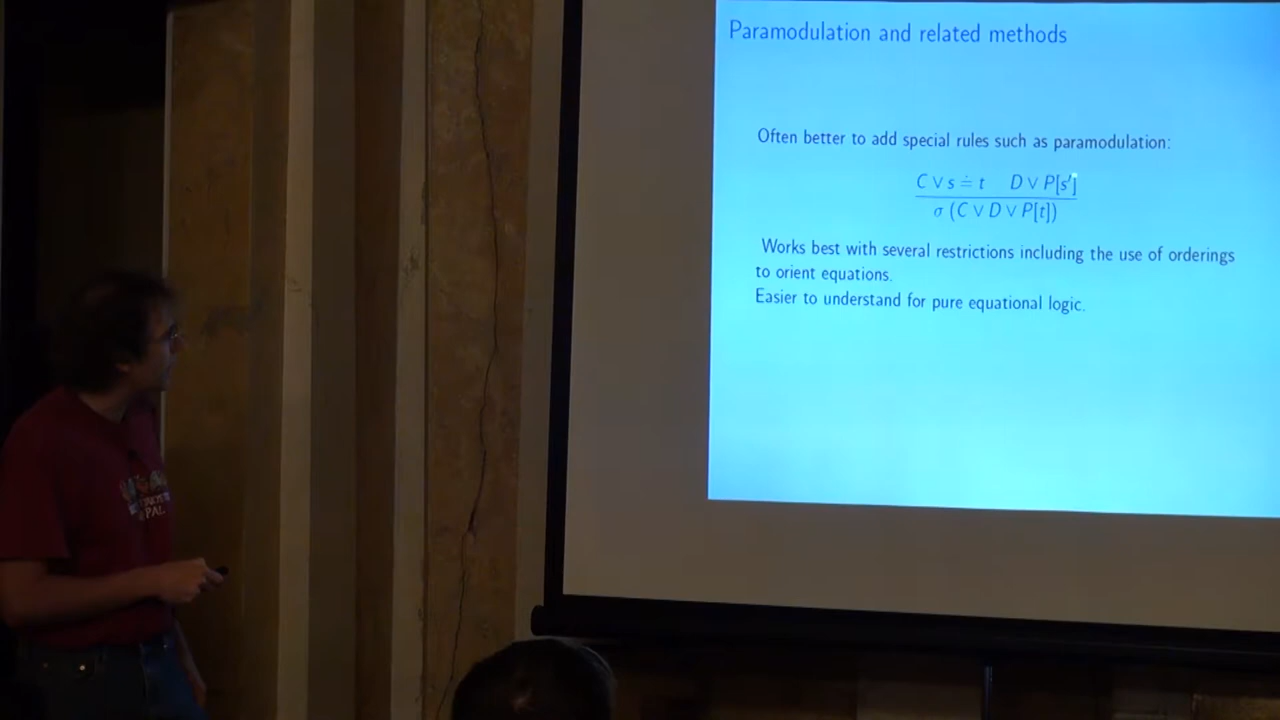 Paramodulation and related methods
Often better to add special rules such as paramodulation:
C ∨ s ≐ t D ∨ P[s′]
σ (C ∨ D ∨ P[t])
Works best with several restrictions including the use of orderings
to orient equations.
Easier to understand for pure equational logic.
PAL